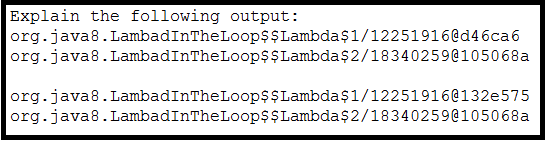 Explain the following output:
org.java8.LambadInTheLoop$$Lambda$1/12251916@d46ca6
org.java8.LambadInTheLoop$$Lambda$2/18340259@105068a
org.java8.LambadInTheLoop$$Lambda$1/12251916@132e575
org.java8.LambadInTheLoop$$Lambda$2/18340259@105068a